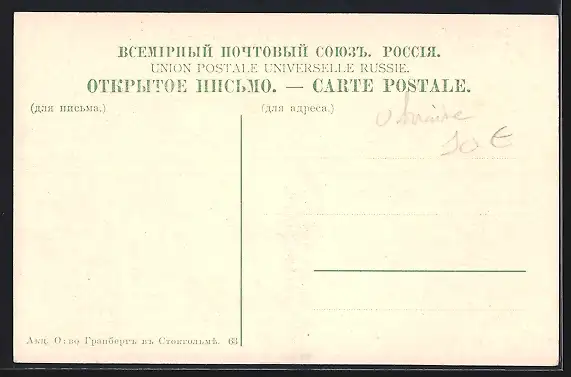 ВСЕМІРНЫЙ ПОЧТОВЫЙ СОЮЗЪ. РОССІЯ.
UNION POSTALE UNIVERSELLE RUSSIE.
ОТКРЫТОЕ ПИСЬМО. — CARTE POSTALE.
(для письма.)
(для адреса.)
10 €
Акц. О:во Гранбергъ въ Стокгольмѣ. 63